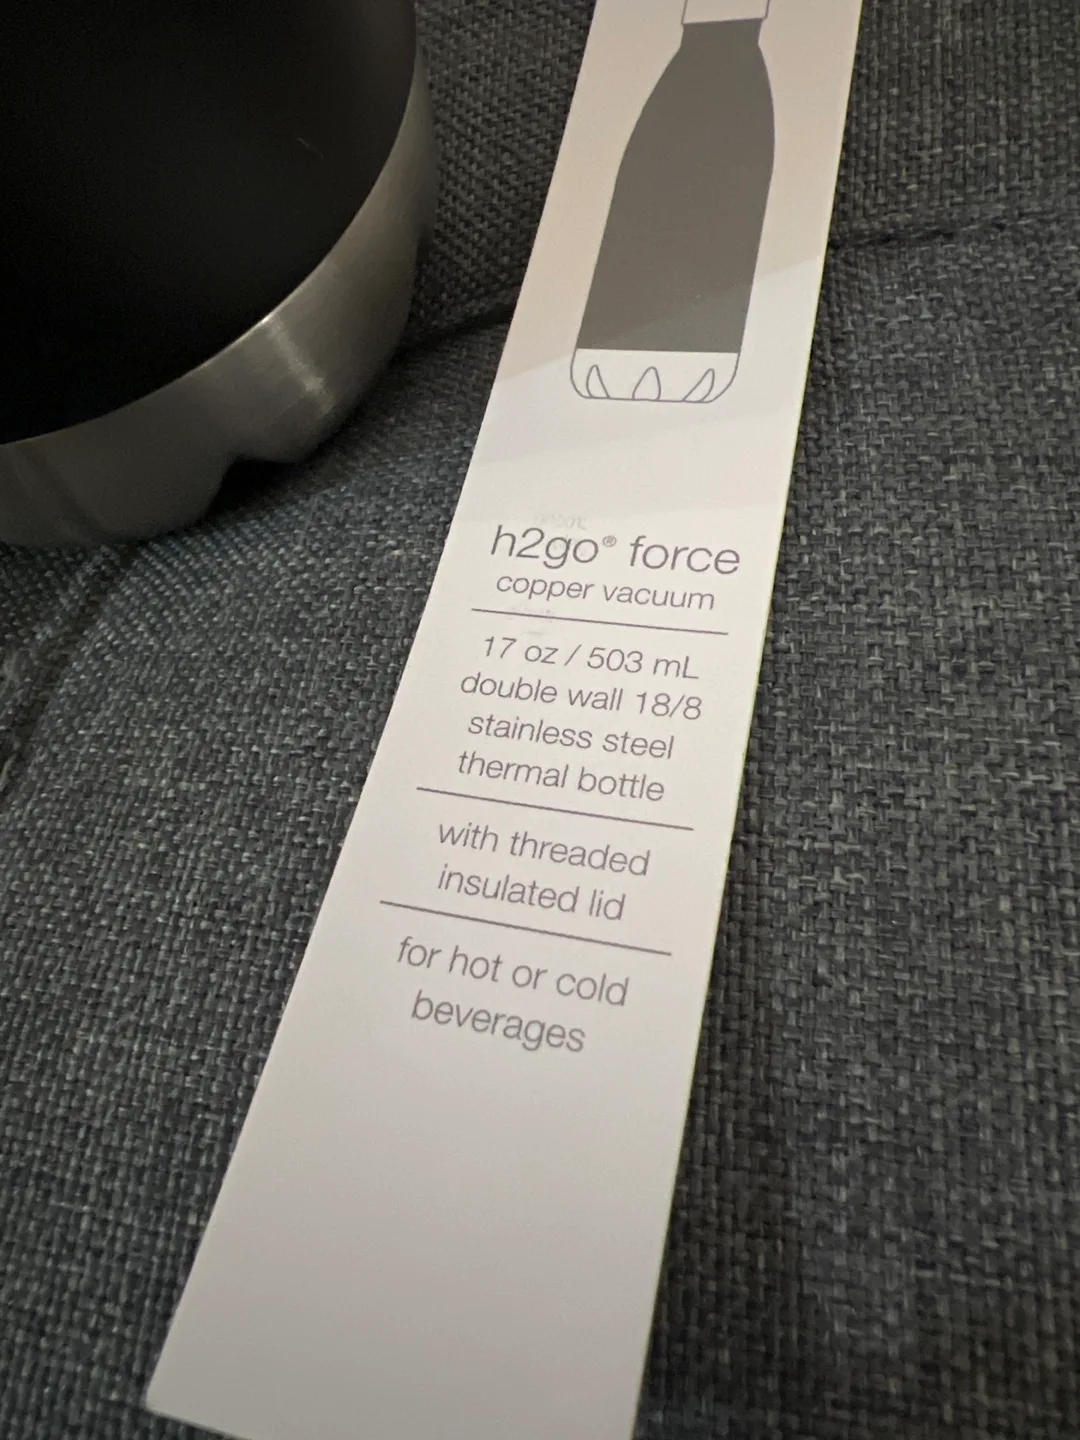 h2go® force
copper vacuum
17 oz / 503 mL
double wall 18/8
stainless steel
thermal bottle
with threaded
insulated lid
for hot or cold
beverages